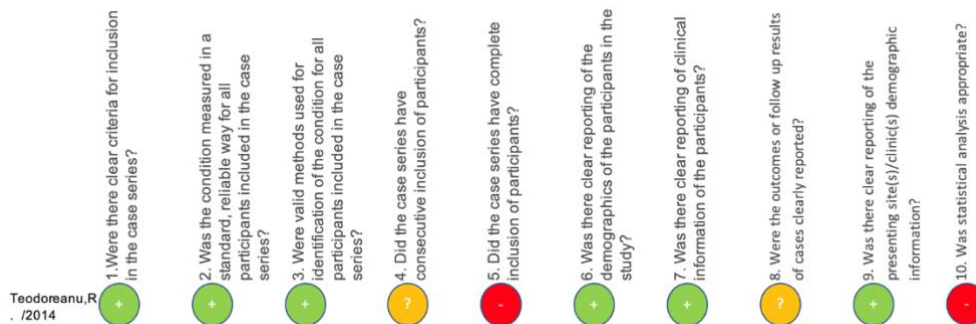 1.Were there clear criteria for inclusion
in the case series?
2. Was the condition measured in a
standard, reliable way for all
participants included in the case
series?
3. Were valid methods used for
identification of the condition for all
participants included in the case
series?
4. Did the case series have
consecutive inclusion of participants?
5. Did the case series have complete
inclusion of participants?
6. Was there clear reporting of the
demographics of the participants in the
study?
7. Was there clear reporting of clinical
information of the participants?
8. Were the outcomes or follow up results
of cases clearly reported?
9. Was there clear reporting of the
presenting site(s)/clinic(s) demographic
information?
10. Was statistical analysis appropriate?
Teodoreanu,R
. /2014
+
+
+
?
-
+
+
?
+
-